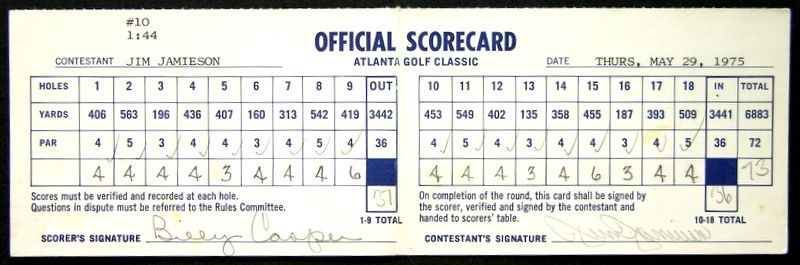 #10
1:44
OFFICIAL SCORECARD
CONTESTANT JIM JAMIESON ATLANTA GOLF CLASSIC DATE THURS, MAY 29, 1975
HOLES 1 2 3 4 5 6 7 8 9 OUT 10 11 12 13 14 15 16 17 18 IN TOTAL
YARDS 406 563 196 436 407 160 313 542 419 3442 453 549 402 135 358 455 187 393 509 3441 6883
PAR 4 5 3 4 4 3 4 5 4 36 4 5 4 3 4 4 3 4 5 36 72
4 4 4 4 3 4 4 4 6 4 4 4 3 4 6 3 4 4 73
37 36
Scores must be verified and recorded at each hole.
Questions in dispute must be referred to the Rules Committee.
1-9 TOTAL
On completion of the round, this card shall be signed by
the scorer, verified and signed by the contestant and
handed to scorers' table.
10-18 TOTAL
SCORER'S SIGNATURE Billy Casper CONTESTANT'S SIGNATURE Jim Jamieson